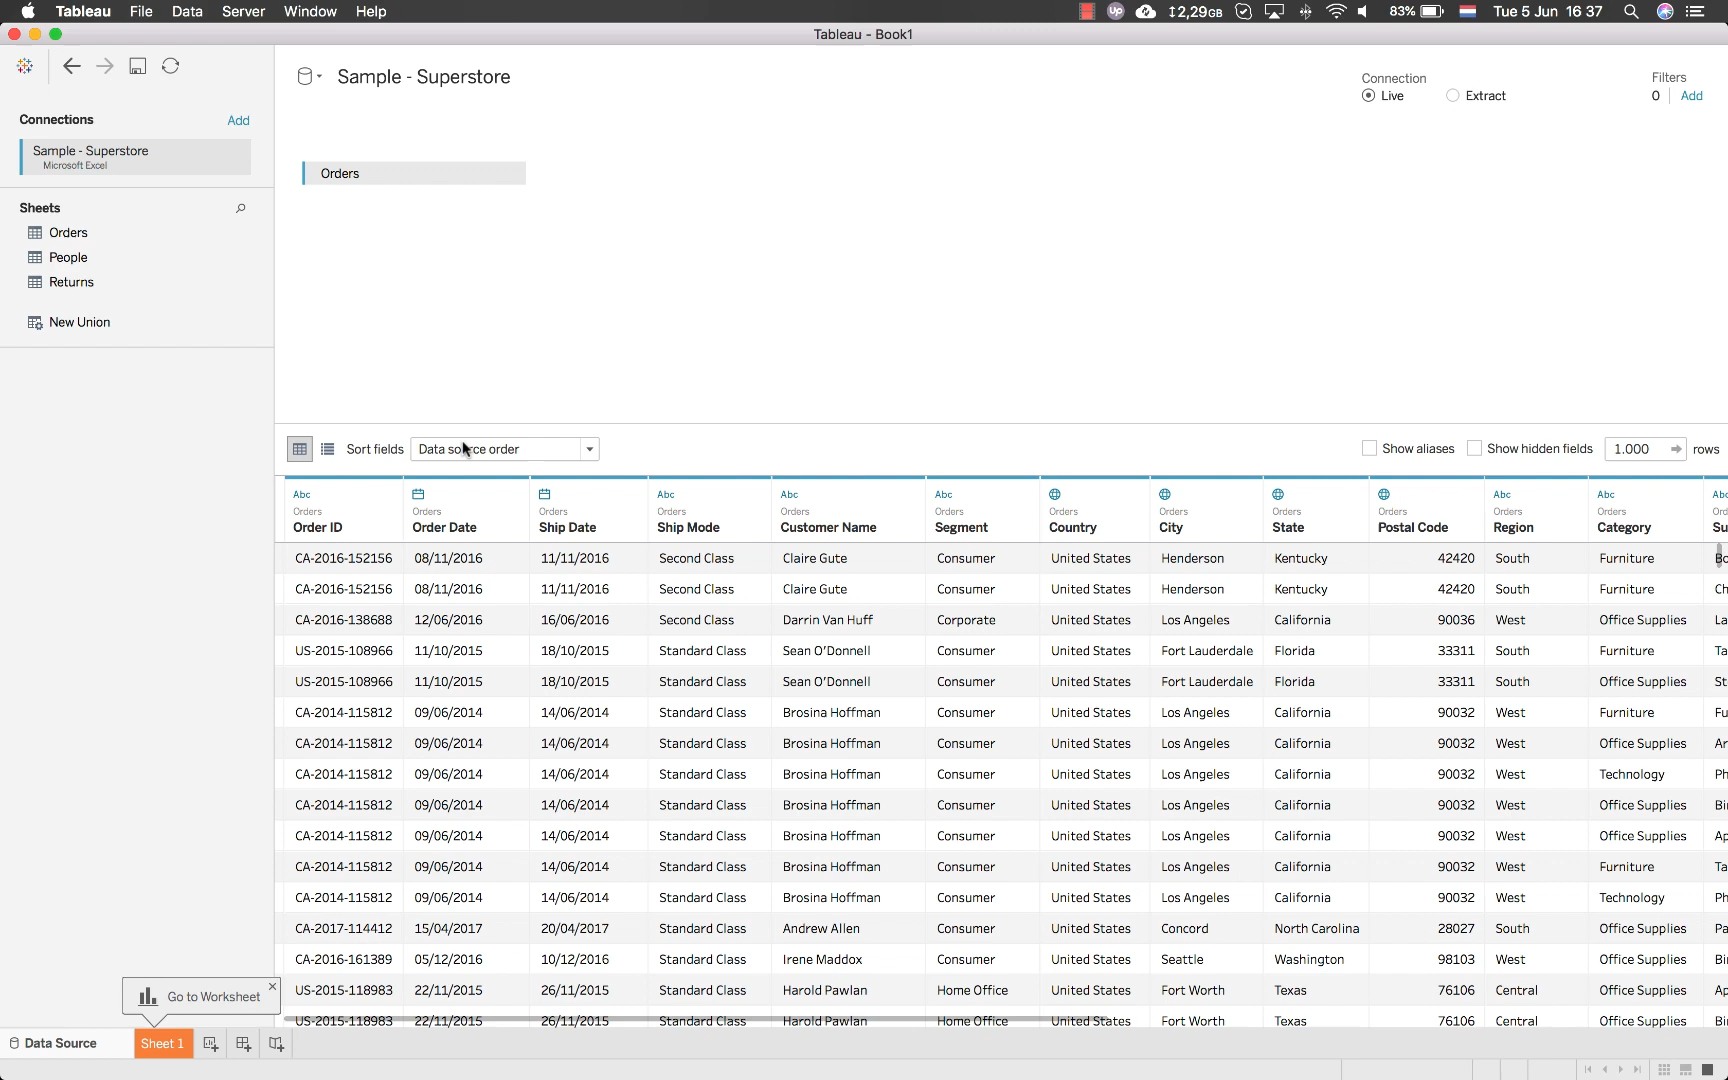 Tableau File Data Server Window Help Up 2,29GB 83% Tue 5 Jun 16 37
Tableau - Book1
Sample - Superstore
Connection
Live Extract
Filters
0 Add
Connections Add
Sample - Superstore
Microsoft Excel
Orders
Sheets
Orders
People
Returns
New Union
Sort fields Data source order Show aliases Show hidden fields 1.000 rows
Abc Abc Abc Abc Abc Abc Abc
Orders Orders Orders Orders Orders Orders Orders Orders Orders Orders Orders Orders Ord
Order ID Order Date Ship Date Ship Mode Customer Name Segment Country City State Postal Code Region Category Su
CA-2016-152156 08/11/2016 11/11/2016 Second Class Claire Gute Consumer United States Henderson Kentucky 42420 South Furniture Bo
CA-2016-152156 08/11/2016 11/11/2016 Second Class Claire Gute Consumer United States Henderson Kentucky 42420 South Furniture Ch
CA-2016-138688 12/06/2016 16/06/2016 Second Class Darrin Van Huff Corporate United States Los Angeles California 90036 West Office Supplies La
US-2015-108966 11/10/2015 18/10/2015 Standard Class Sean O'Donnell Consumer United States Fort Lauderdale Florida 33311 South Furniture Ta
US-2015-108966 11/10/2015 18/10/2015 Standard Class Sean O'Donnell Consumer United States Fort Lauderdale Florida 33311 South Office Supplies St
CA-2014-115812 09/06/2014 14/06/2014 Standard Class Brosina Hoffman Consumer United States Los Angeles California 90032 West Furniture Fu
CA-2014-115812 09/06/2014 14/06/2014 Standard Class Brosina Hoffman Consumer United States Los Angeles California 90032 West Office Supplies Ar
CA-2014-115812 09/06/2014 14/06/2014 Standard Class Brosina Hoffman Consumer United States Los Angeles California 90032 West Technology Ph
CA-2014-115812 09/06/2014 14/06/2014 Standard Class Brosina Hoffman Consumer United States Los Angeles California 90032 West Office Supplies Bi
CA-2014-115812 09/06/2014 14/06/2014 Standard Class Brosina Hoffman Consumer United States Los Angeles California 90032 West Office Supplies Ap
CA-2014-115812 09/06/2014 14/06/2014 Standard Class Brosina Hoffman Consumer United States Los Angeles California 90032 West Furniture Ta
CA-2014-115812 09/06/2014 14/06/2014 Standard Class Brosina Hoffman Consumer United States Los Angeles California 90032 West Technology Ph
CA-2017-114412 15/04/2017 20/04/2017 Standard Class Andrew Allen Consumer United States Concord North Carolina 28027 South Office Supplies Pa
CA-2016-161389 05/12/2016 10/12/2016 Standard Class Irene Maddox Consumer United States Seattle Washington 98103 West Office Supplies Bi
US-2015-118983 22/11/2015 26/11/2015 Standard Class Harold Pawlan Home Office United States Fort Worth Texas 76106 Central Office Supplies Ap
US-2015-118983 22/11/2015 26/11/2015 Standard Class Harold Pawlan Home Office United States Fort Worth Texas 76106 Central Office Supplies Bi
Go to Worksheet
Data Source Sheet 1